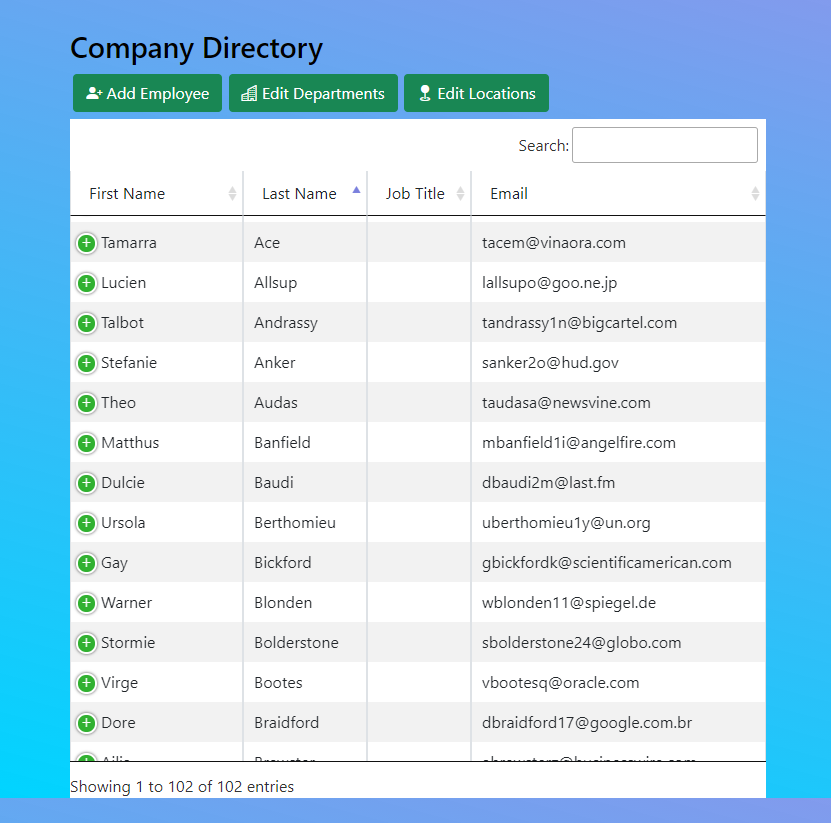 Company Directory
Add Employee Edit Departments Edit Locations
Search:
First Name Last Name Job Title Email
Tamarra Ace tacem@vinaora.com
Lucien Allsup lallsupo@goo.ne.jp
Talbot Andrassy tandrassy1n@bigcartel.com
Stefanie Anker sanker2o@hud.gov
Theo Audas taudasa@newsvine.com
Matthus Banfield mbanfield1i@angelfire.com
Dulcie Baudi dbaudi2m@last.fm
Ursola Berthomieu uberthomieu1y@un.org
Gay Bickford gbickfordk@scientificamerican.com
Warner Blonden wblonden11@spiegel.de
Stormie Bolderstone sbolderstone24@globo.com
Virge Bootes vbootesq@oracle.com
Dore Braidford dbraidford17@google.com.br
Showing 1 to 102 of 102 entries